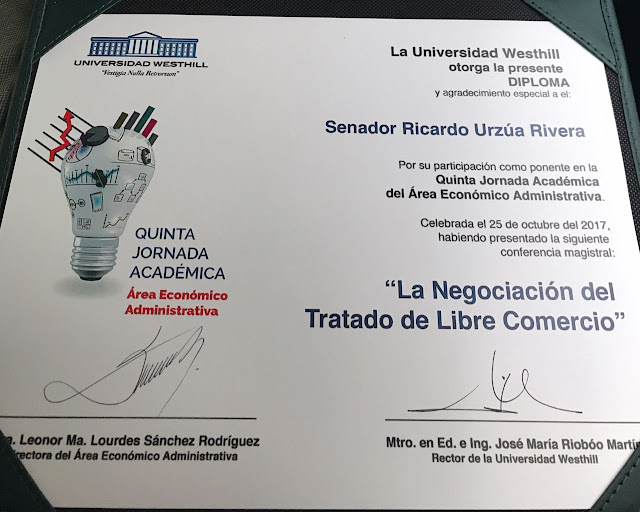 UNIVERSIDAD WESTHILL
"Vestigia Nulla Retrorsum"
La Universidad Westhill
otorga la presente
DIPLOMA
y agradecimiento especial a el:
Senador Ricardo Urzúa Rivera
Por su participación como ponente en la
Quinta Jornada Académica
del Área Económico Administrativa.
Celebrada el 25 de octubre del 2017,
habiendo presentado la siguiente
conferencia magistral:
"La Negociación del
Tratado de Libre Comercio"
QUINTA
JORNADA
ACADÉMICA
Área Económico
Administrativa
a. Leonor Ma. Lourdes Sánchez Rodríguez
rectora del Área Económico Administrativa
Mtro. en Ed. e Ing. José María Riobóo Martí
Rector de la Universidad Westhill